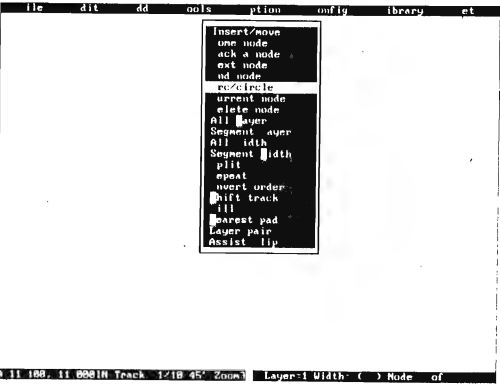 ile dit dd ools ption onfig ibrary et
Insert/move
ome node
ack a node
ext node
nd node
rc/circle
urrent node
elete node
All ayer
Segment ayer
All idth
Segment idth
plit
epeat
nvert order
hift track
ill
earest pad
Layer pair
Assist lip
11 100, 11 000IN Track 1/10 45° Zoom3 Layer=1 Width= ( ) Node of